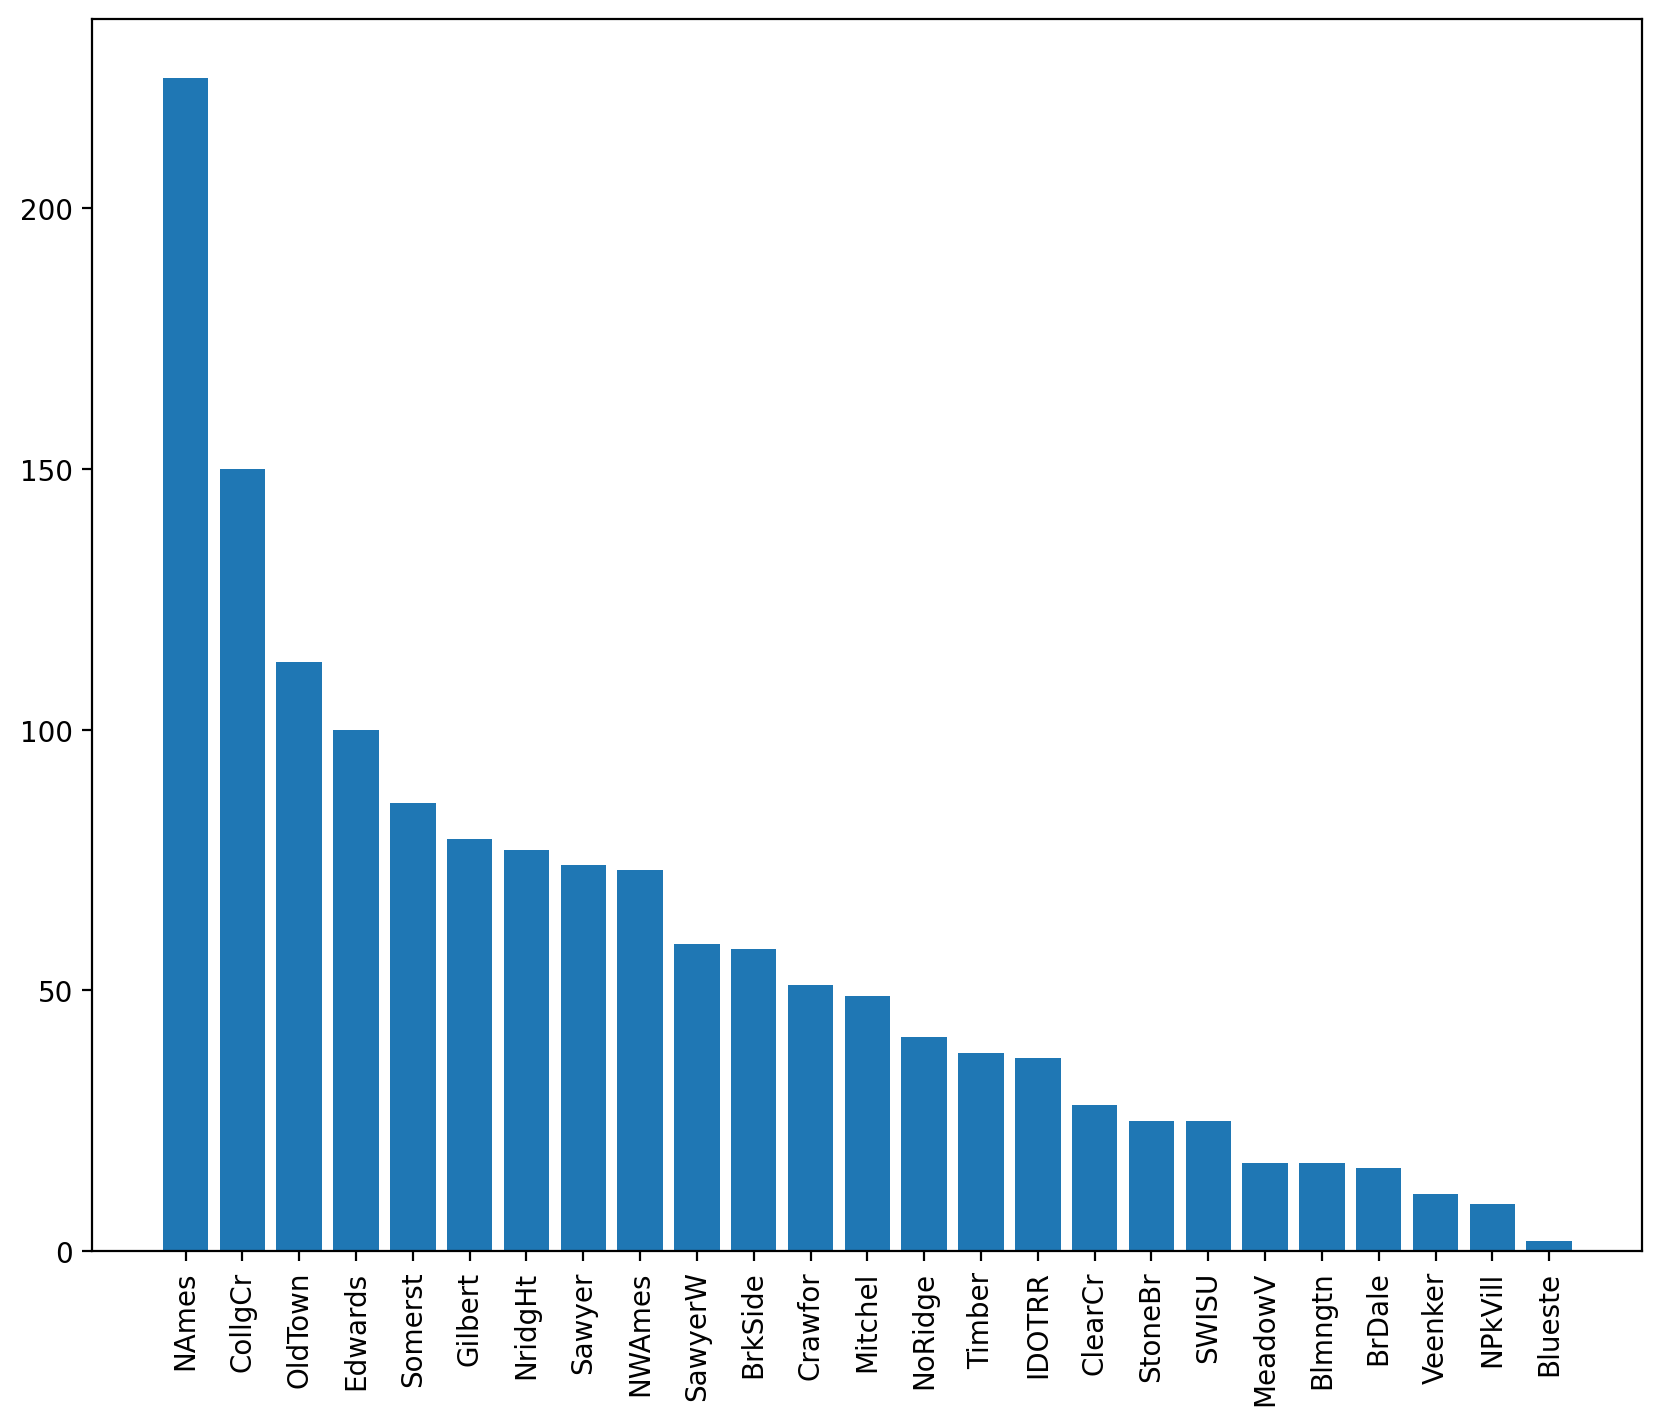 200
150
100
50
0
NAmes
CollgCr
OldTown
Edwards
Somerst
Gilbert
NridgHt
Sawyer
NWAmes
SawyerW
BrkSide
Crawfor
Mitchel
NoRidge
Timber
IDOTRR
ClearCr
StoneBr
SWISU
MeadowV
Blmngtn
BrDale
Veenker
NPkVill
Blueste